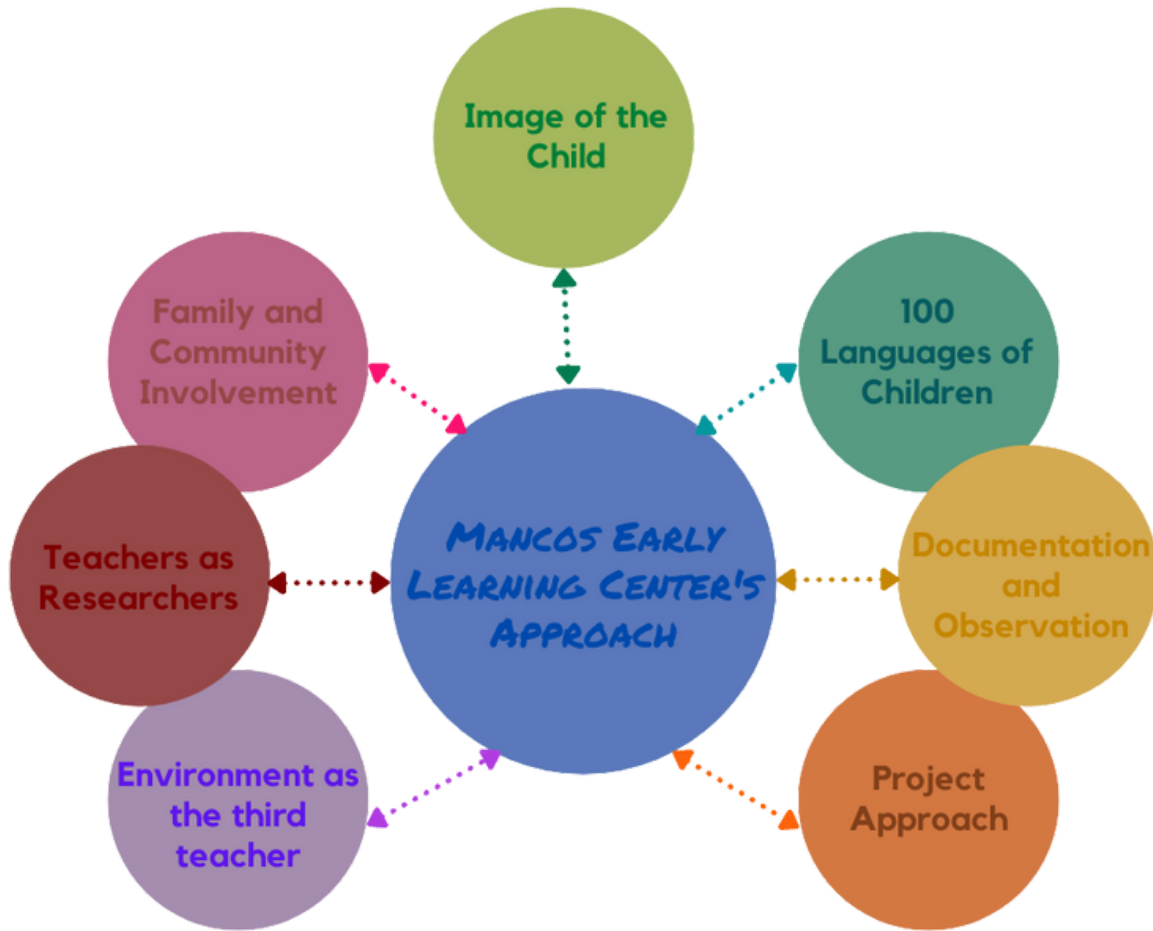 Image of the
Child
Family and
Community
Involvement
100
Languages of
Children
Teachers as
Researchers
MANCOS EARLY
LEARNING CENTER'S
APPROACH
Documentation
and
Observation
Environment as
the third
teacher
Project
Approach